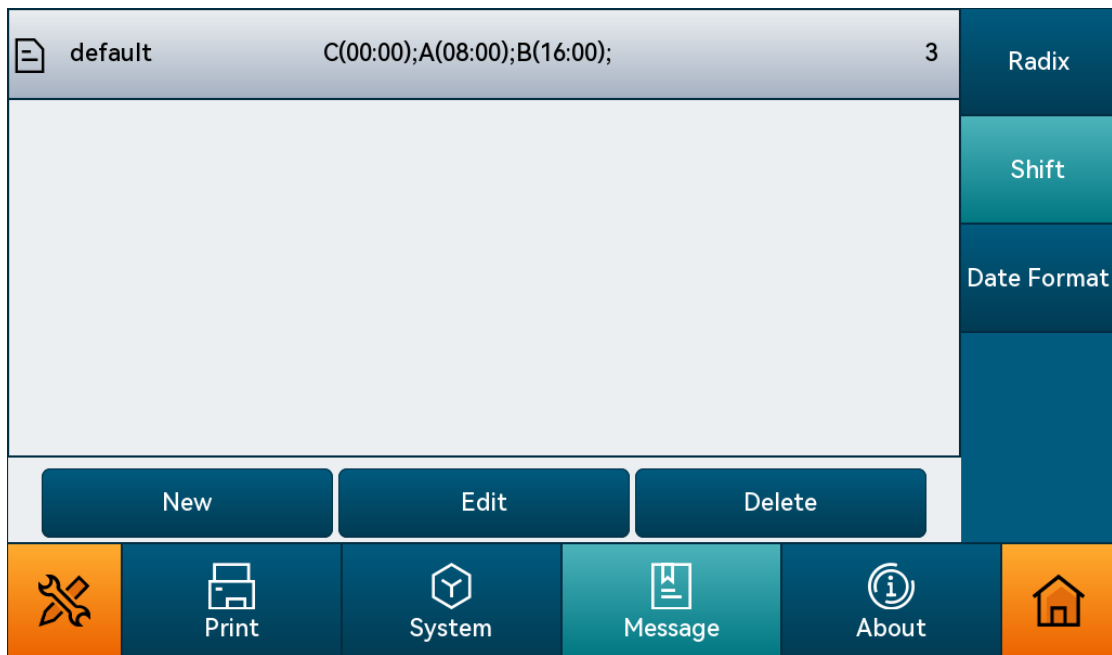 default C(00:00);A(08:00);B(16:00); 3
Radix
Shift
Date Format
New Edit Delete
Print System Message About